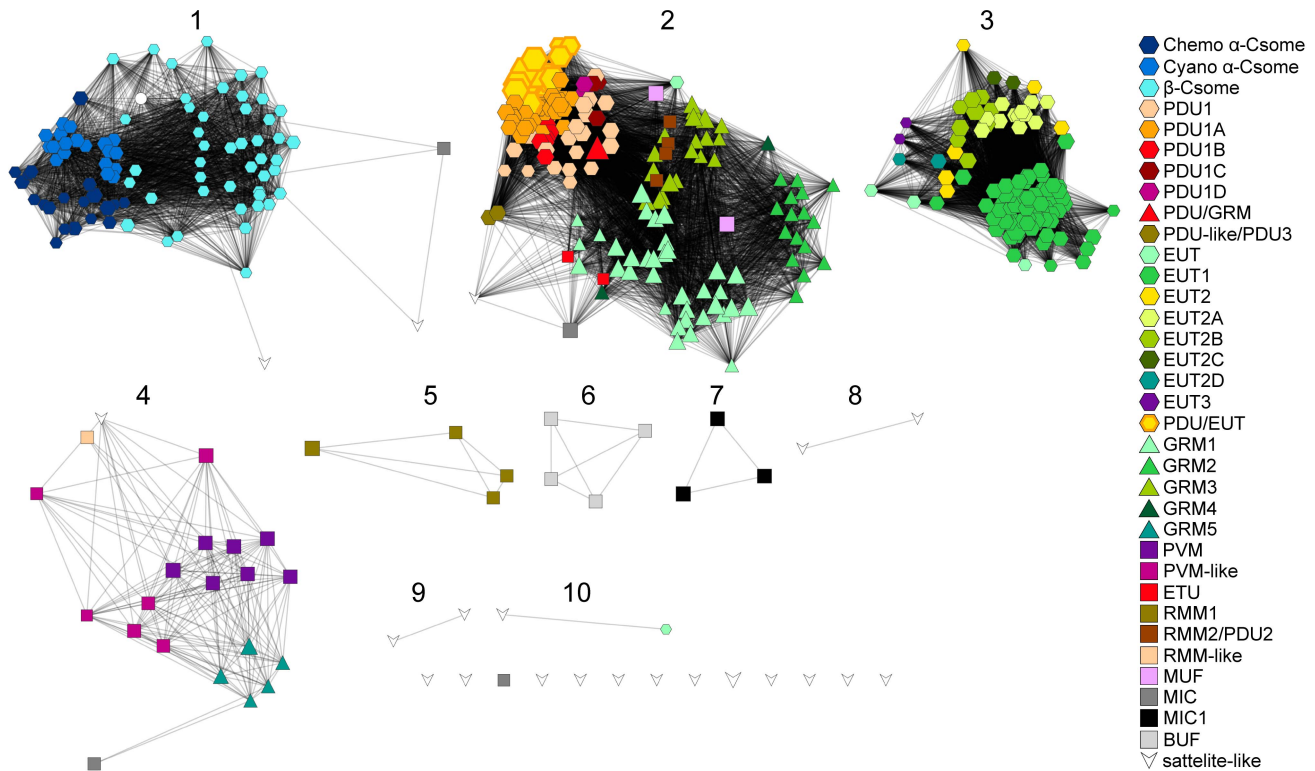 1
2
3
4
5
6
7
8
9
10
Chemo α-Csome
Cyano α-Csome
β-Csome
PDU1
PDU1A
PDU1B
PDU1C
PDU1D
PDU/GRM
PDU-like/PDU3
EUT
EUT1
EUT2
EUT2A
EUT2B
EUT2C
EUT2D
EUT3
PDU/EUT
GRM1
GRM2
GRM3
GRM4
GRM5
PVM
PVM-like
ETU
RMM1
RMM2/PDU2
RMM-like
MUF
MIC
MIC1
BUF
sattelite-like